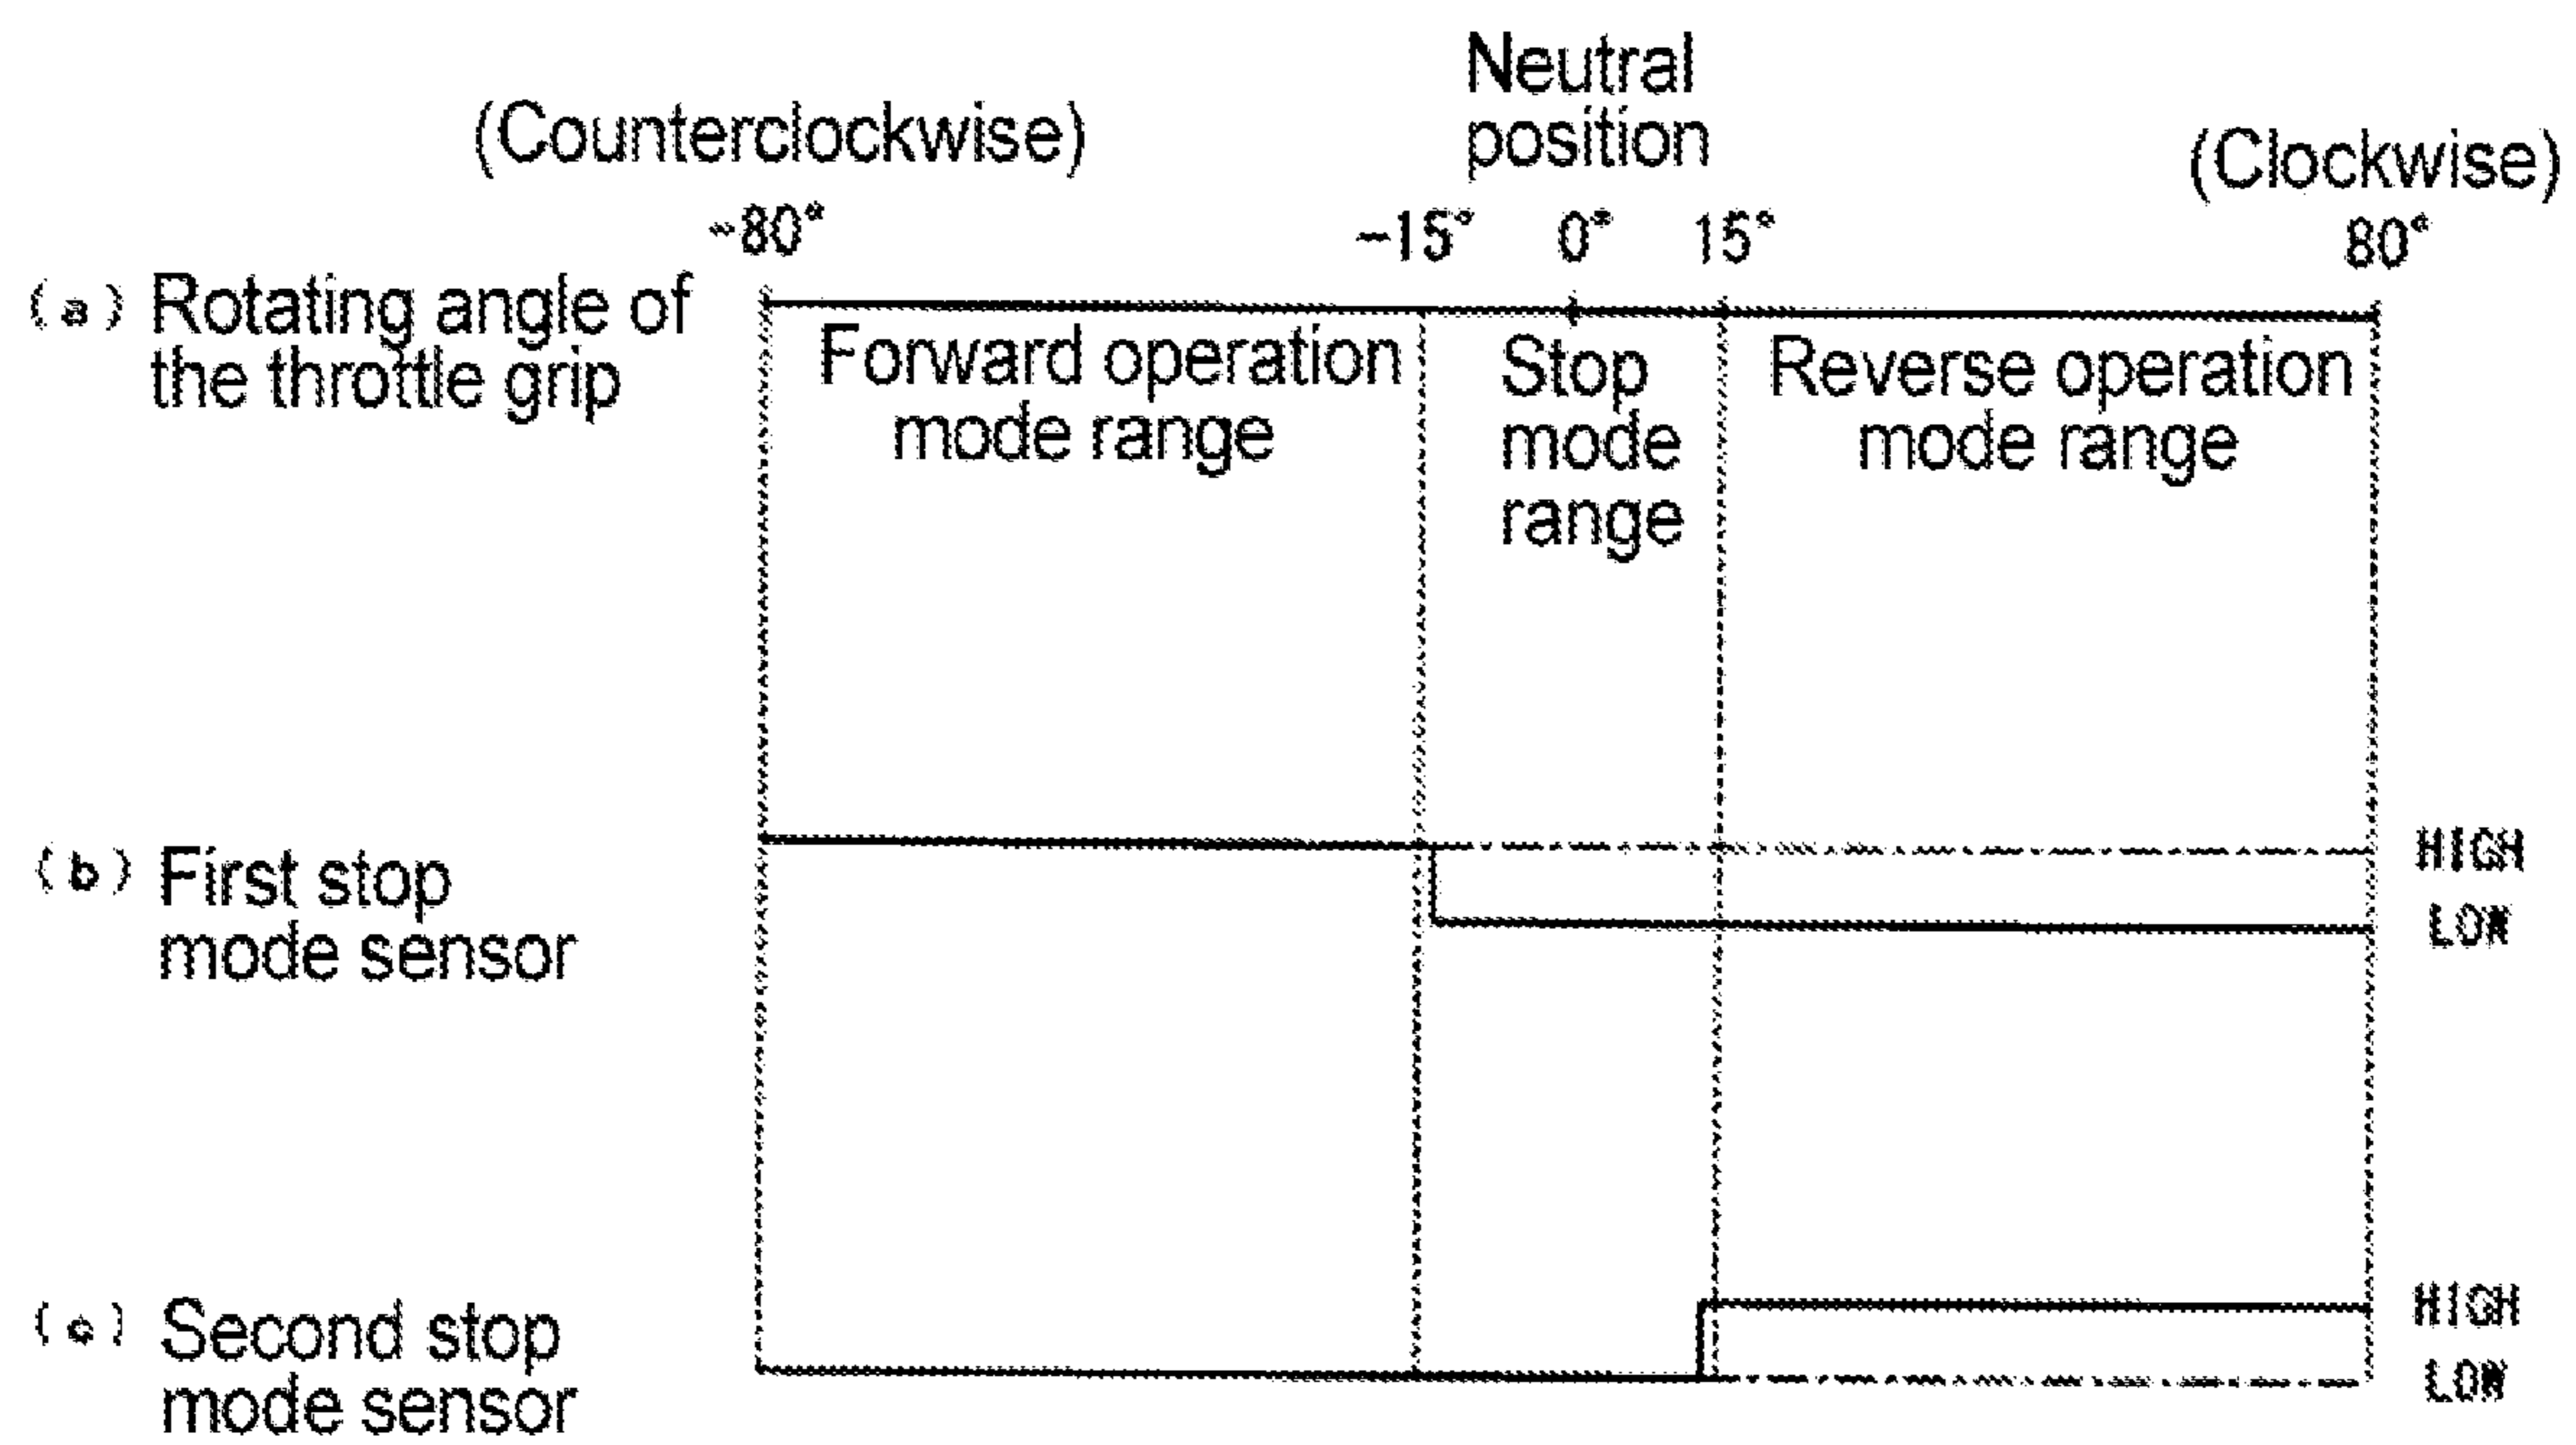 Neutral
position
(Counterclockwise)
(Clockwise)
-80°
-15°
0°
15°
80°
(a) Rotating angle of
the throttle grip
Forward operation
mode range
Stop
mode
range
Reverse operation
mode range
(b) First stop
mode sensor
HIGH
LOW
(c) Second stop
mode sensor
HIGH
LOW